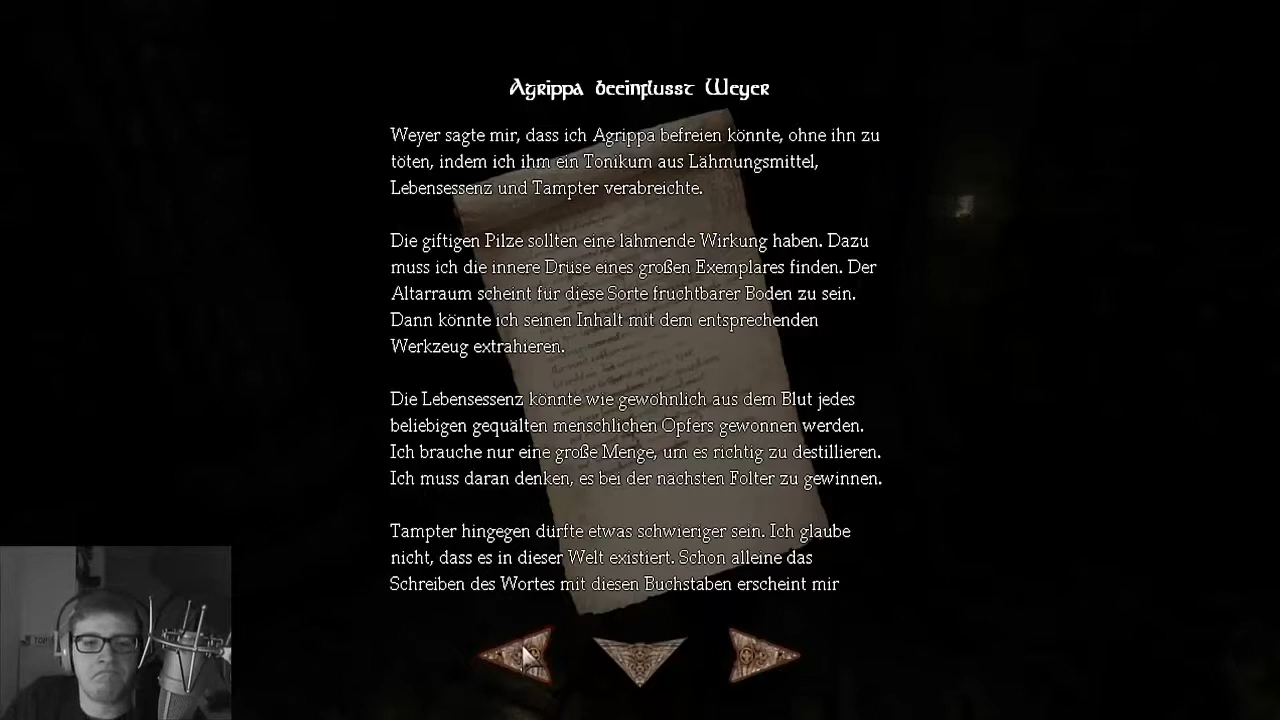 Agrippa beeinflusst Weyer
Weyer sagte mir, dass ich Agrippa befreien könnte, ohne ihn zu
töten, indem ich ihm ein Tonikum aus Lähmungsmittel,
Lebensessenz und Tampter verabreichte.
Die giftigen Pilze sollten eine lähmende Wirkung haben. Dazu
muss ich die innere Drüse eines großen Exemplares finden. Der
Altarraum scheint für diese Sorte fruchtbarer Boden zu sein.
Dann könnte ich seinen Inhalt mit dem entsprechenden
Werkzeug extrahieren.
Die Lebensessenz könnte wie gewöhnlich aus dem Blut jedes
beliebigen gequälten menschlichen Opfers gewonnen werden.
Ich brauche nur eine große Menge, um es richtig zu destillieren.
Ich muss daran denken, es bei der nächsten Folter zu gewinnen.
Tampter hingegen dürfte etwas schwieriger sein. Ich glaube
nicht, dass es in dieser Welt existiert. Schon alleine das
Schreiben des Wortes mit diesen Buchstaben erscheint mir